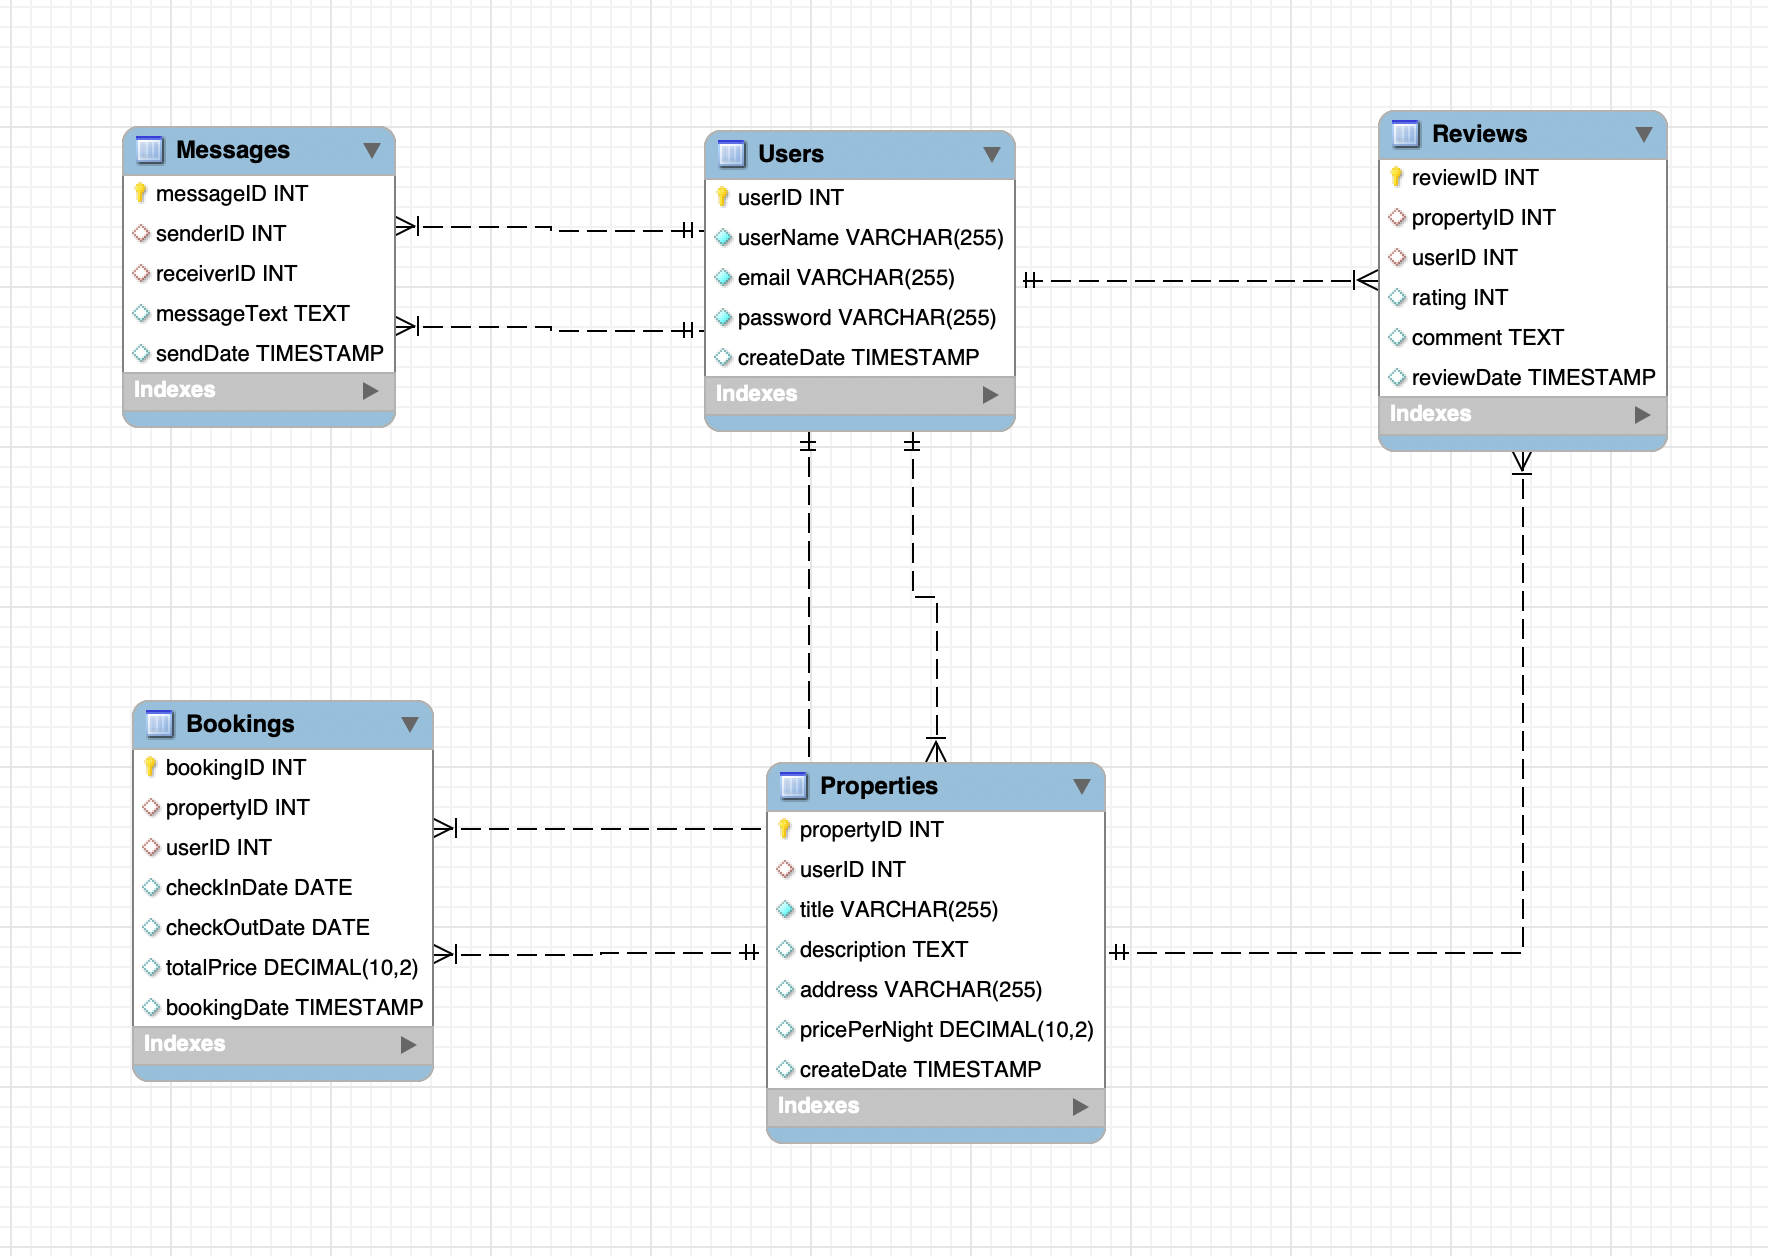 Messages
messageID INT
senderID INT
receiverID INT
messageText TEXT
sendDate TIMESTAMP
Indexes
Users
userID INT
userName VARCHAR(255)
email VARCHAR(255)
password VARCHAR(255)
createDate TIMESTAMP
Indexes
Reviews
reviewID INT
propertyID INT
userID INT
rating INT
comment TEXT
reviewDate TIMESTAMP
Indexes
Bookings
bookingID INT
propertyID INT
userID INT
checkInDate DATE
checkOutDate DATE
totalPrice DECIMAL(10,2)
bookingDate TIMESTAMP
Indexes
Properties
propertyID INT
userID INT
title VARCHAR(255)
description TEXT
address VARCHAR(255)
pricePerNight DECIMAL(10,2)
createDate TIMESTAMP
Indexes